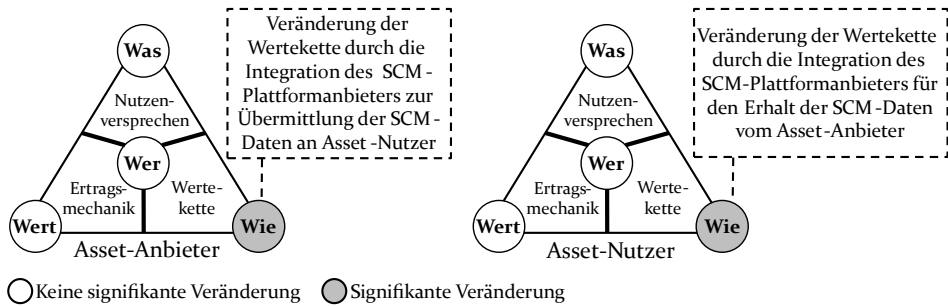 Was
Nutzen-
versprechen
Wer
Ertrags-
mechanik
Werte-
kette
Wert
Wie
Asset-Anbieter
Veränderung der
Wertekette durch die
Integration des SCM-
Plattformanbieters zur
Übermittlung der SCM-
Daten an Asset-Nutzer
Was
Nutzen-
versprechen
Wer
Ertrags-
mechanik
Werte-
kette
Wert
Wie
Asset-Nutzer
Veränderung der Wertekette
durch die Integration des
SCM-Plattformanbieters für
den Erhalt der SCM-Daten
vom Asset-Anbieter
Keine signifikante Veränderung
Signifikante Veränderung